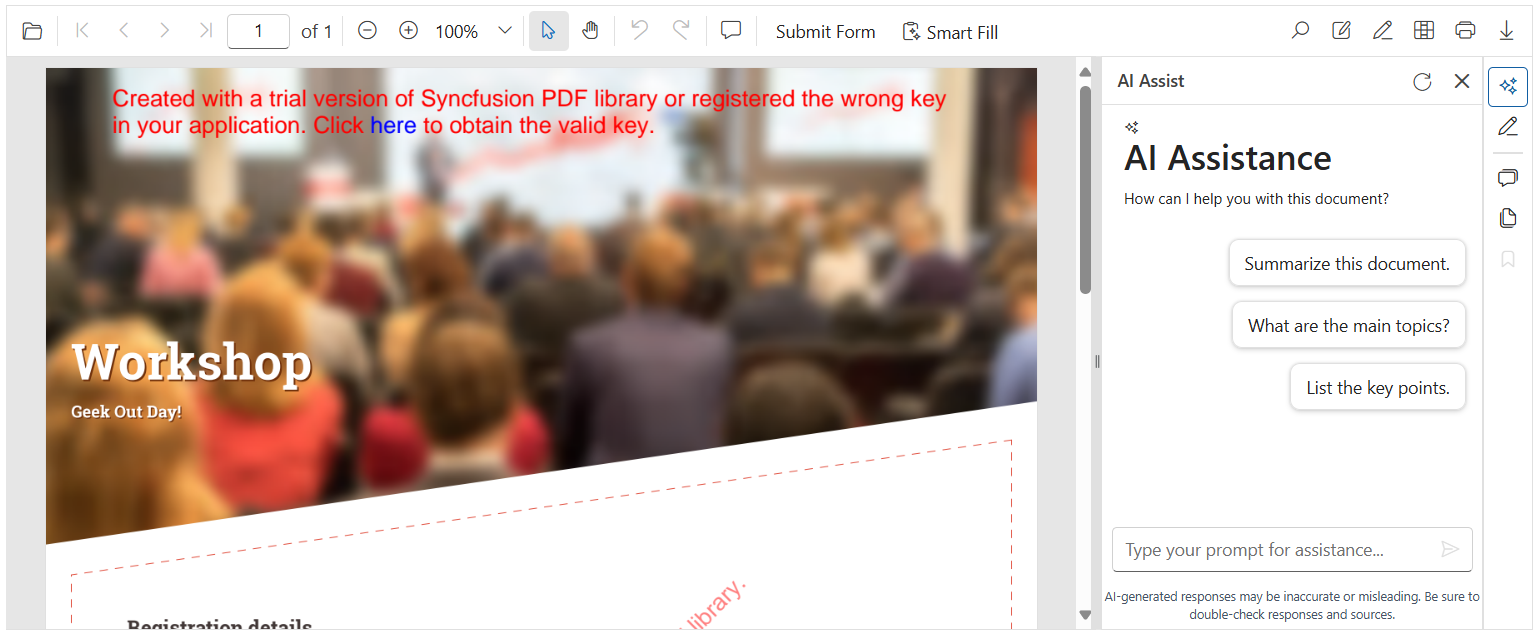 1 of 1 100% Submit Form Smart Fill
Created with a trial version of Syncfusion PDF library or registered the wrong key
in your application. Click here to obtain the valid key.
Workshop
Geek Out Day!
Registration details
library.
AI Assist
AI Assistance
How can I help you with this document?
Summarize this document.
What are the main topics?
List the key points.
Type your prompt for assistance...
AI-generated responses may be inaccurate or misleading. Be sure to
double-check responses and sources.